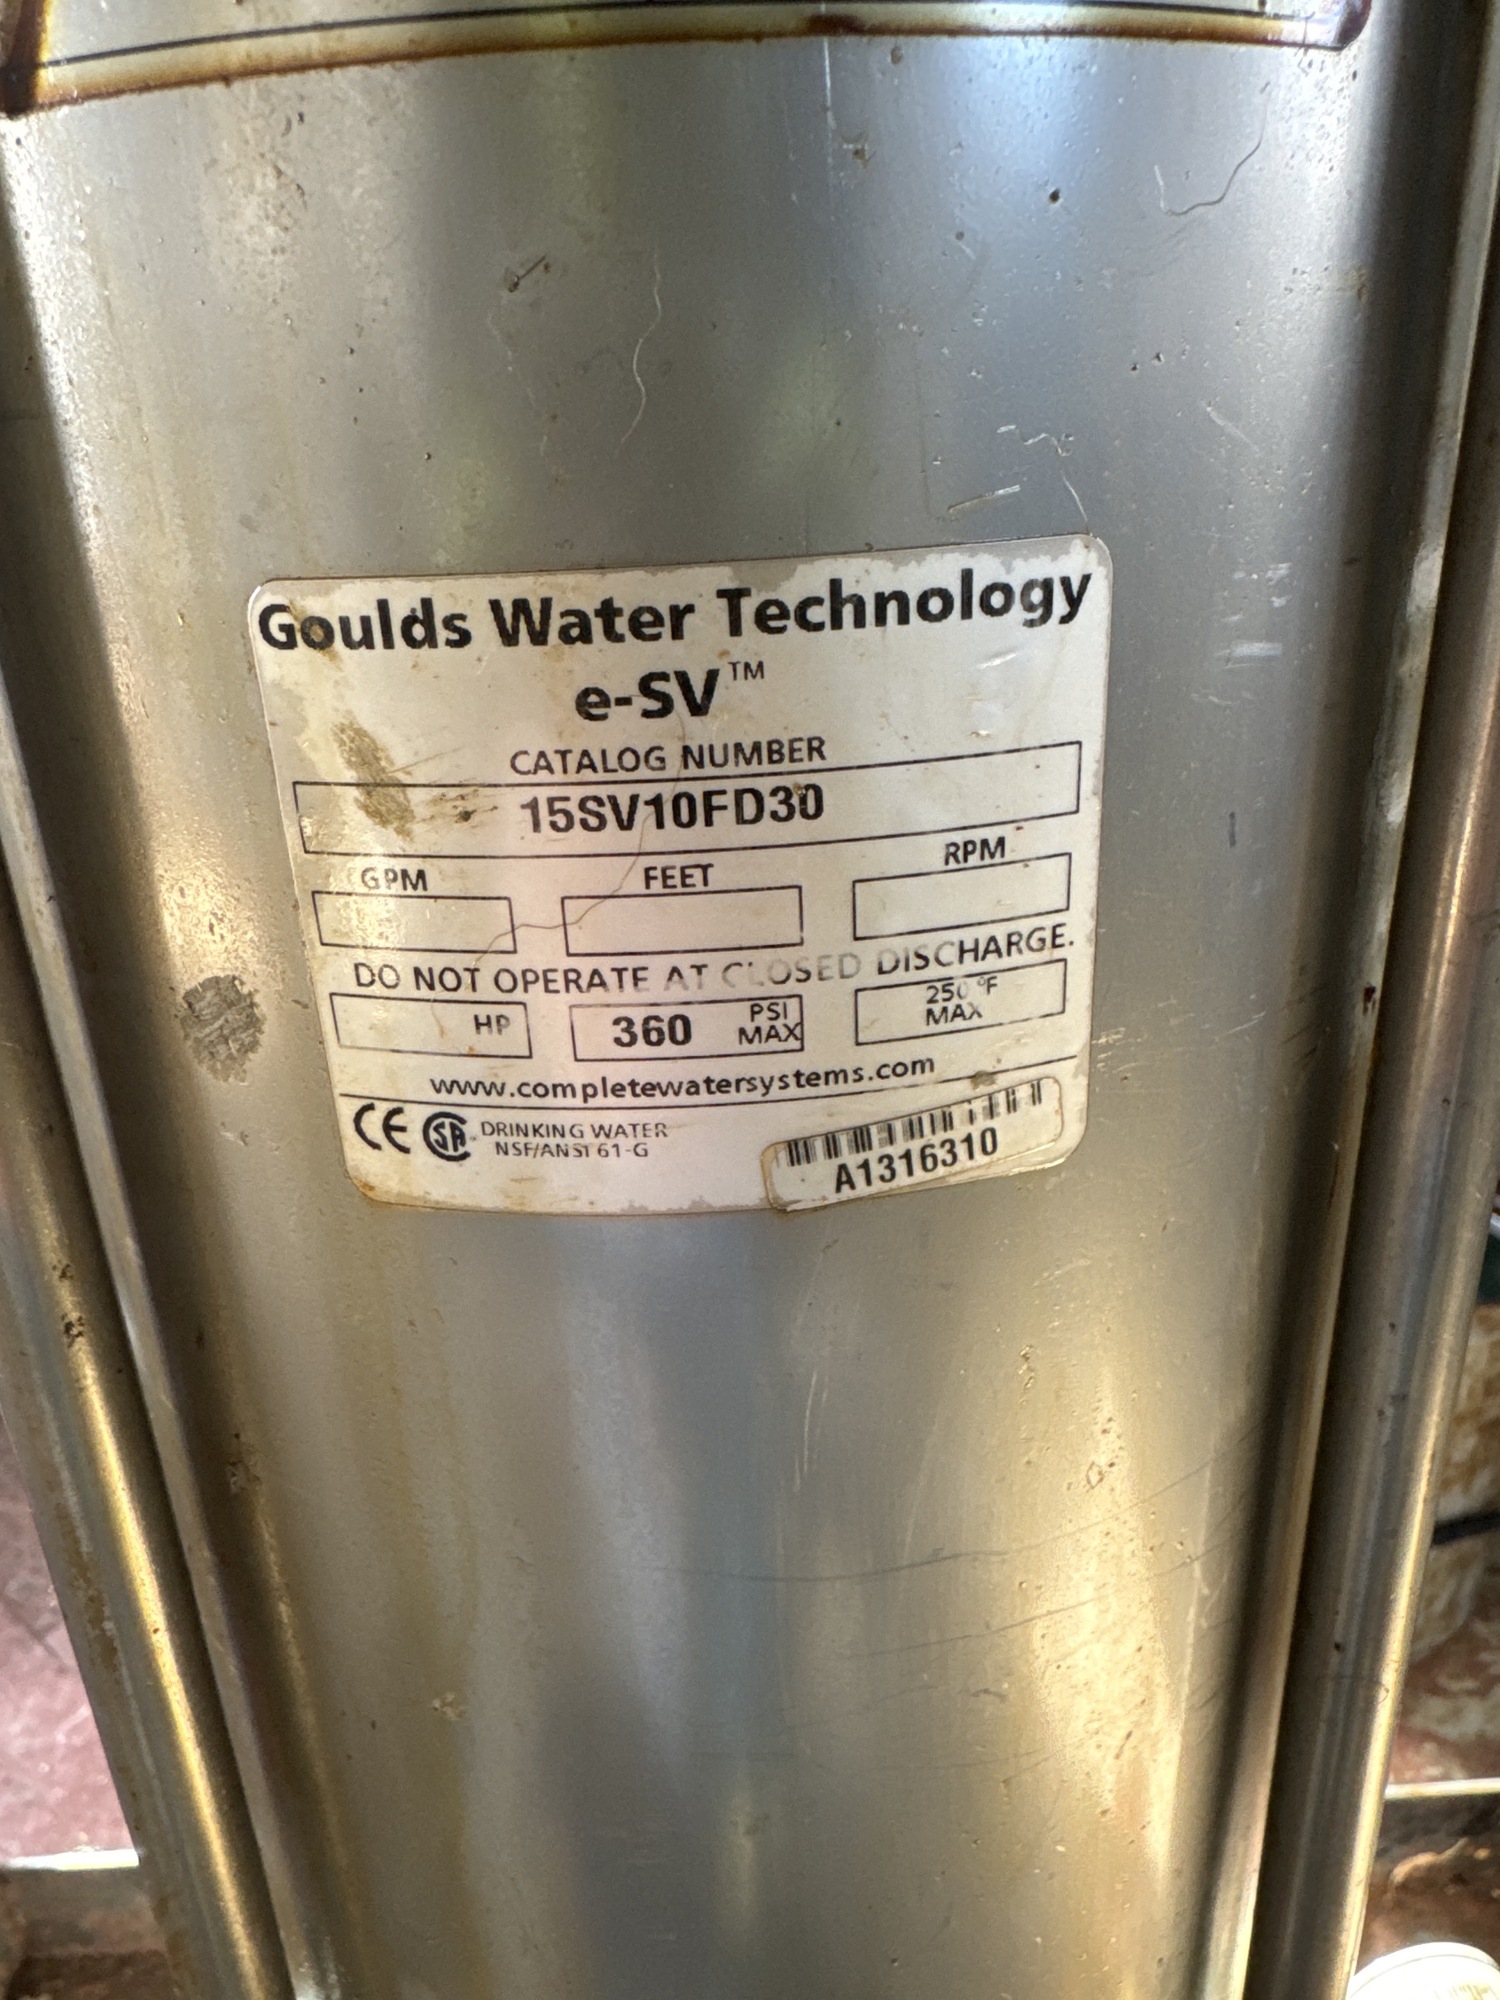 Goulds Water Technology
e-SV™
CATALOG NUMBER
15SV10FD30
GPM FEET RPM
DO NOT OPERATE AT CLOSED DISCHARGE.
HP 360 PSI MAX 250 °F MAX
www.completewatersystems.com
CE SA DRINKING WATER
NSF/ANSI 61-G
A1316310